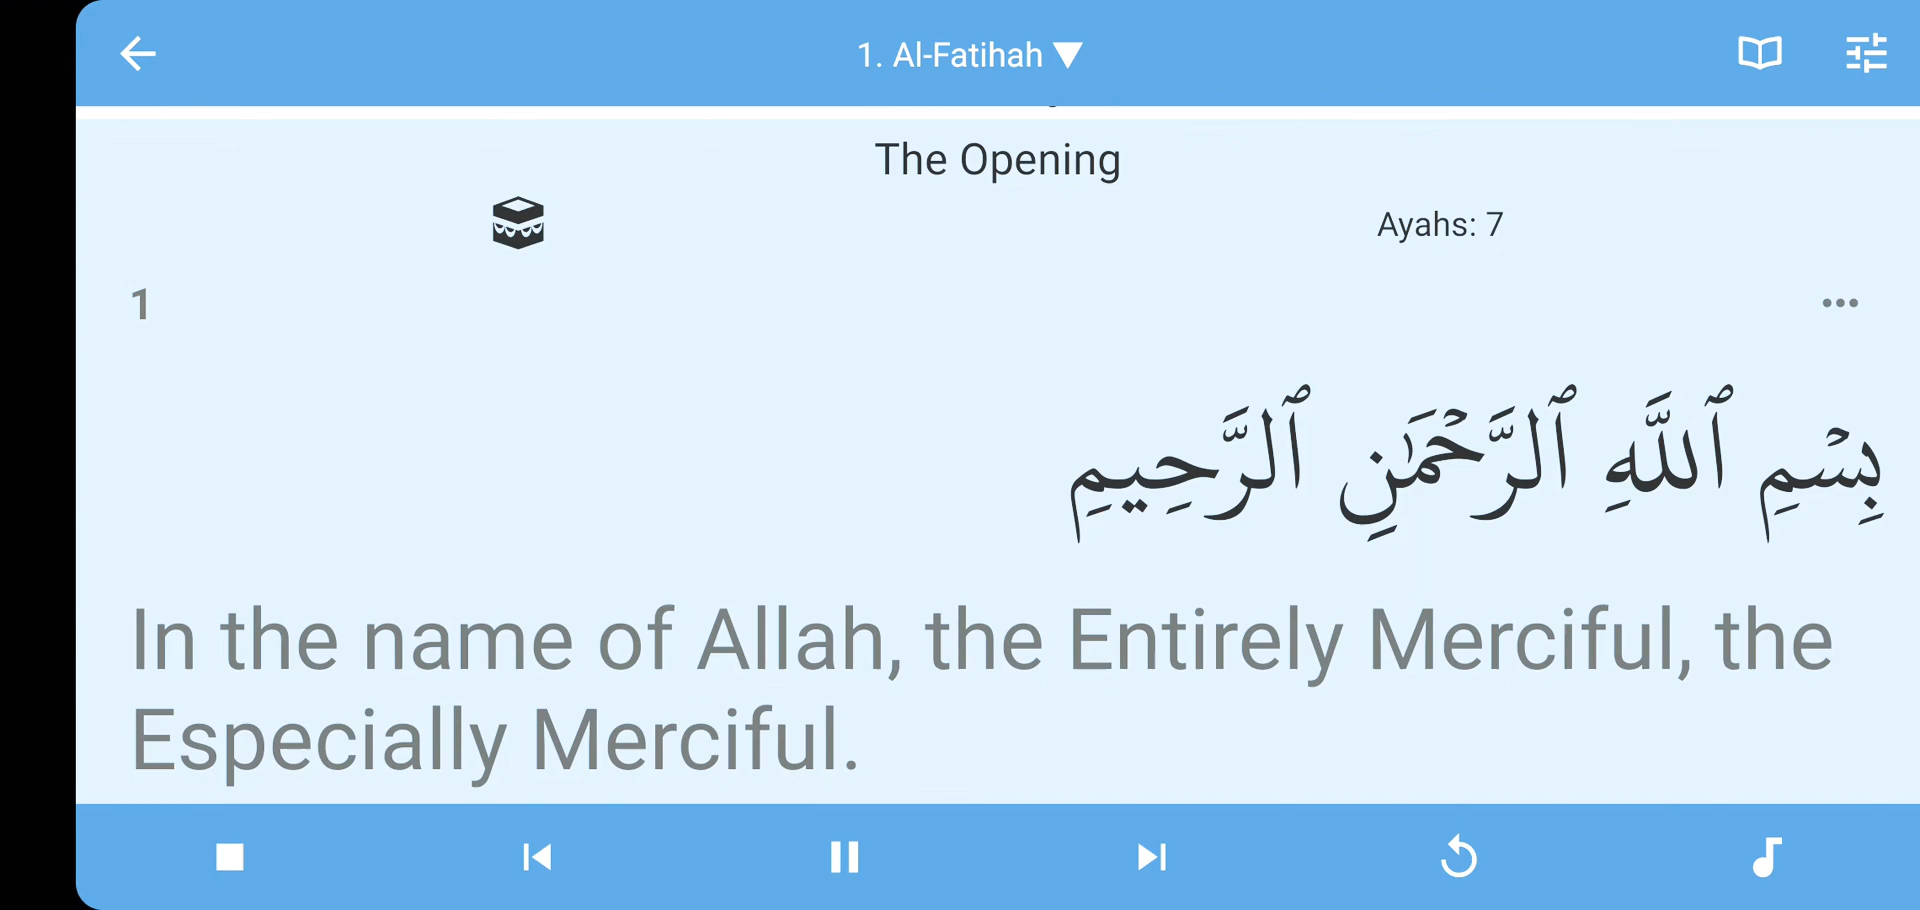 1. Al-Fatihah ▼
The Opening
Ayahs: 7
1
بِسْمِ ٱللَّهِ ٱلرَّحْمَٰنِ ٱلرَّحِيمِ
In the name of Allah, the Entirely Merciful, the
Especially Merciful.